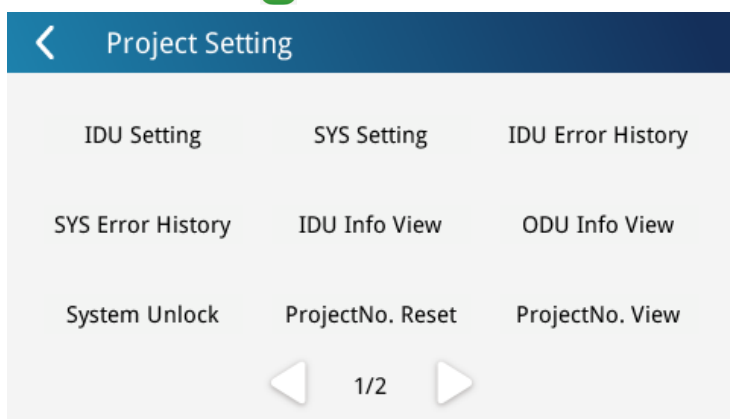 Project Setting
IDU Setting SYS Setting IDU Error History
SYS Error History IDU Info View ODU Info View
System Unlock ProjectNo. Reset ProjectNo. View
1/2